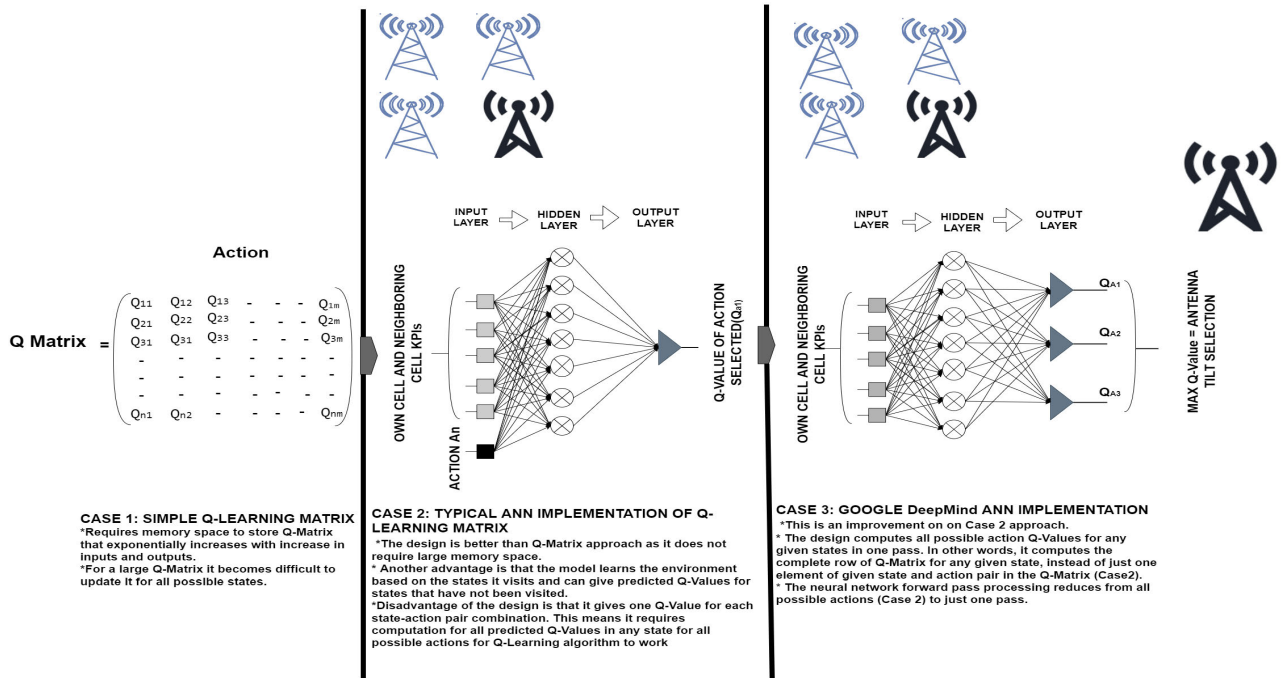 Action
Q Matrix =
Q11 Q12 Q13 - - - Q1m
Q21 Q22 Q23 - - - Q2m
Q31 Q31 Q33 - - - Q3m
- - - - - - -
- - - - - - -
Qn1 Qn2 - - - - Qnm
CASE 1: SIMPLE Q-LEARNING MATRIX
*Requires memory space to store Q-Matrix
that exponentially increases with increase in
inputs and outputs.
*For a large Q-Matrix it becomes difficult to
update it for all possible states.
INPUT
LAYER
HIDDEN
LAYER
OUTPUT
LAYER
OWN CELL AND NEIGHBORING
CELL KPIs
ACTION An
Q-VALUE OF ACTION
SELECTED(Qa1)
CASE 2: TYPICAL ANN IMPLEMENTATION OF Q-
LEARNING MATRIX
*The design is better than Q-Matrix approach as it does not
require large memory space.
* Another advantage is that the model learns the environment
based on the states it visits and can give predicted Q-Values for
states that have not been visited.
*Disadvantage of the design is that it gives one Q-Value for each
state-action pair combination. This means it requires
computation for all predicted Q-Values in any state for all
possible actions for Q-Learning algorithm to work
INPUT
LAYER
HIDDEN
LAYER
OUTPUT
LAYER
OWN CELL AND NEIGHBORING
CELL KPIs
QA1
QA2
QA3
MAX Q-Value = ANTENNA
TILT SELECTION
CASE 3: GOOGLE DeepMind ANN IMPLEMENTATION
*This is an improvement on on Case 2 approach.
* The design computes all possible action Q-Values for any
given states in one pass. In other words, it computes the
complete row of Q-Matrix for any given state, instead of just one
element of given state and action pair in the Q-Matrix (Case2).
* The neural network forward pass processing reduces from all
possible actions (Case 2) to just one pass.